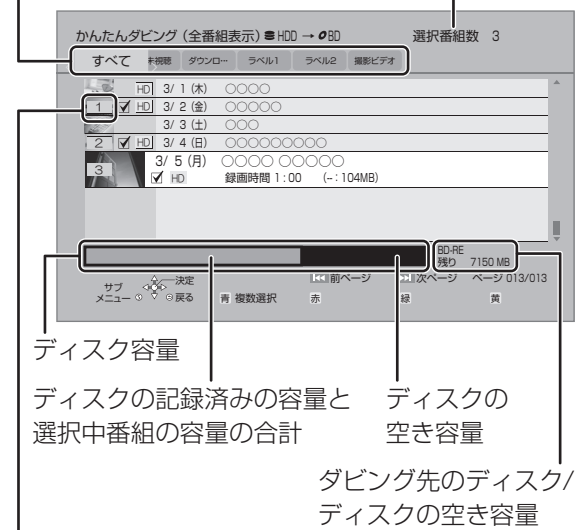 かんたんダビング(全番組表示) HDD → BD 選択番組数 3
すべて 未視聴 ダウンロ… ラベル1 ラベル2 撮影ビデオ
HD 3/ 1 (木) ○○○○
1 HD 3/ 2 (金) ○○○○○
3/ 3 (土) ○○○
2 HD 3/ 4 (日) ○○○○○○○○○
3 3/ 5 (月) ○○○○ ○○○○○
HD 録画時間 1:00 (-:104MB)
BD-RE
残り 7150 MB
前ページ 次ページ ページ 013/013
サブ
メニュー
決定
戻る
青 複数選択 赤 緑 黄
ディスク容量
ディスクの記録済みの容量と
選択中番組の容量の合計
ディスクの
空き容量
ダビング先のディスク/
ディスクの空き容量